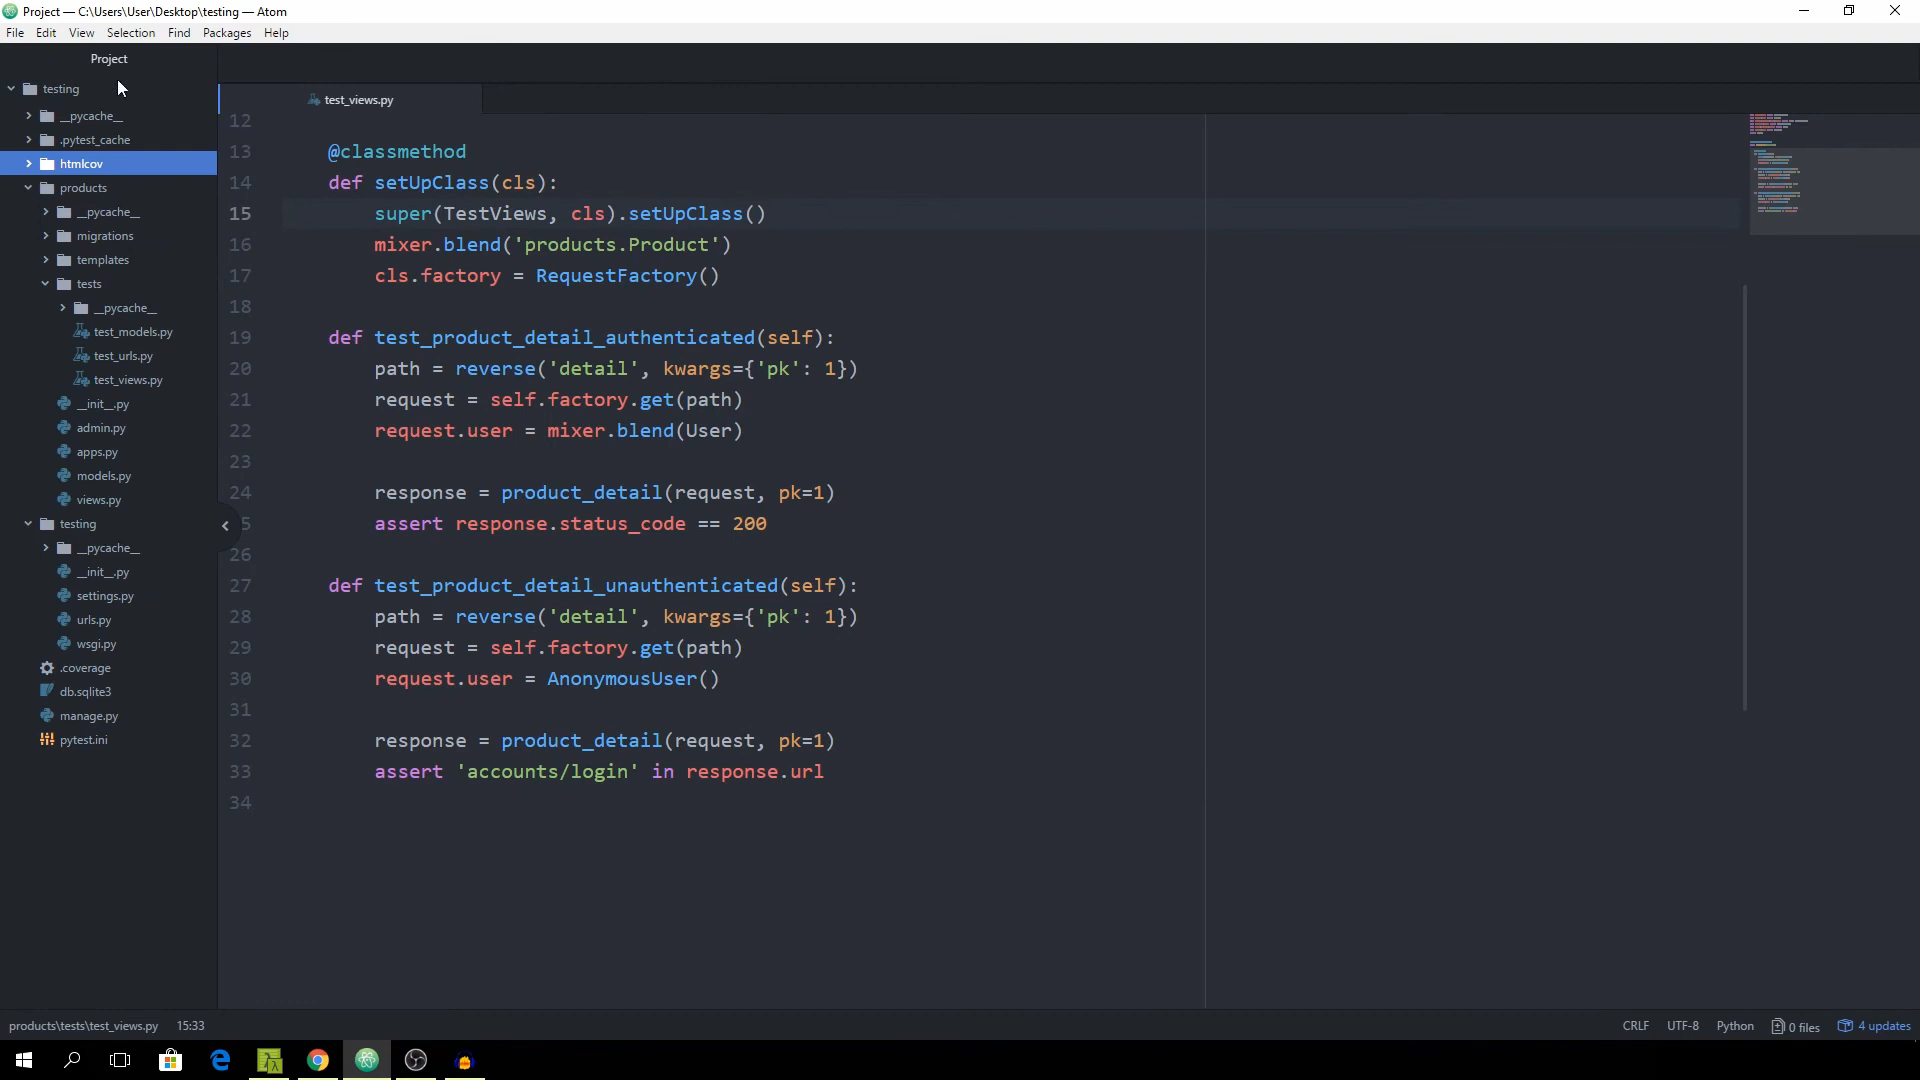 Project — C:\Users\User\Desktop\testing — Atom
File Edit View Selection Find Packages Help
Project
testing
__pycache__
.pytest_cache
htmlcov
products
__pycache__
migrations
templates
tests
__pycache__
test_models.py
test_urls.py
test_views.py
__init__.py
admin.py
apps.py
models.py
views.py
testing
__pycache__
__init__.py
settings.py
urls.py
wsgi.py
.coverage
db.sqlite3
manage.py
pytest.ini
test_views.py
12
13 @classmethod
14 def setUpClass(cls):
15 super(TestViews, cls).setUpClass()
16 mixer.blend('products.Product')
17 cls.factory = RequestFactory()
18
19 def test_product_detail_authenticated(self):
20 path = reverse('detail', kwargs={'pk': 1})
21 request = self.factory.get(path)
22 request.user = mixer.blend(User)
23
24 response = product_detail(request, pk=1)
5 assert response.status_code == 200
26
27 def test_product_detail_unauthenticated(self):
28 path = reverse('detail', kwargs={'pk': 1})
29 request = self.factory.get(path)
30 request.user = AnonymousUser()
31
32 response = product_detail(request, pk=1)
33 assert 'accounts/login' in response.url
34
products\tests\test_views.py 15:33 CRLF UTF-8 Python 0 files 4 updates